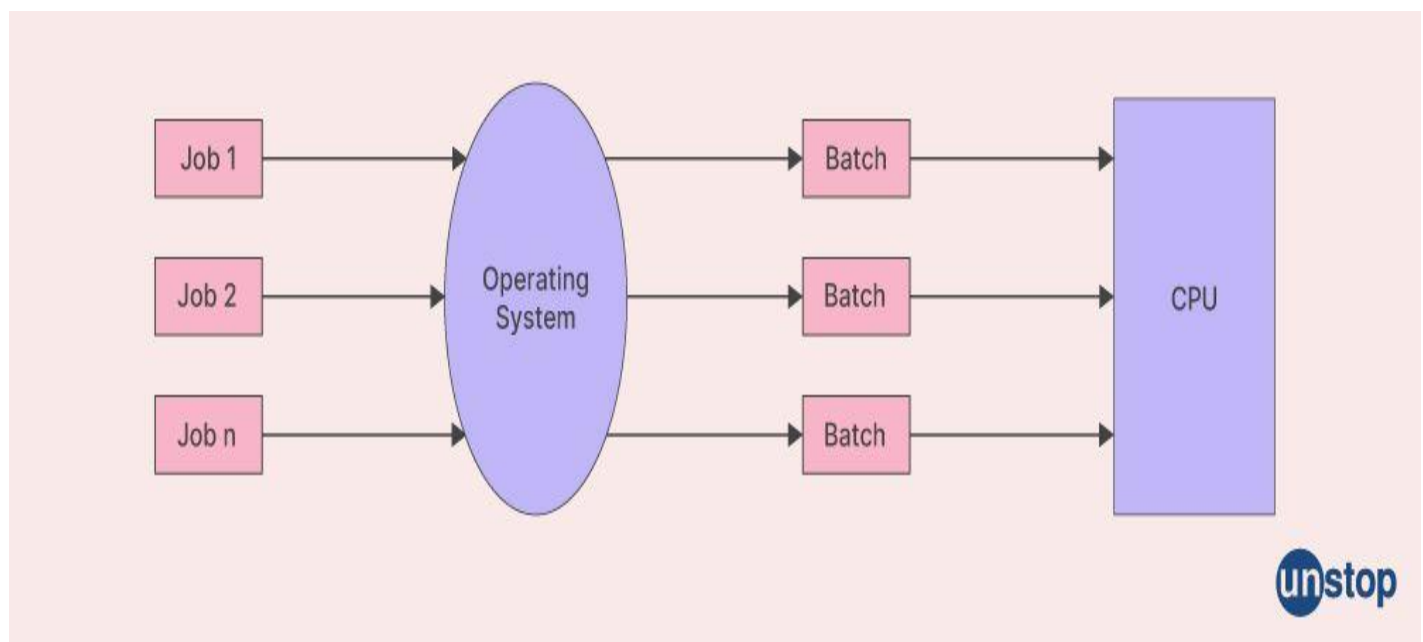 Job 1
Batch
Job 2
Operating
System
Batch
CPU
Job n
Batch
unstop